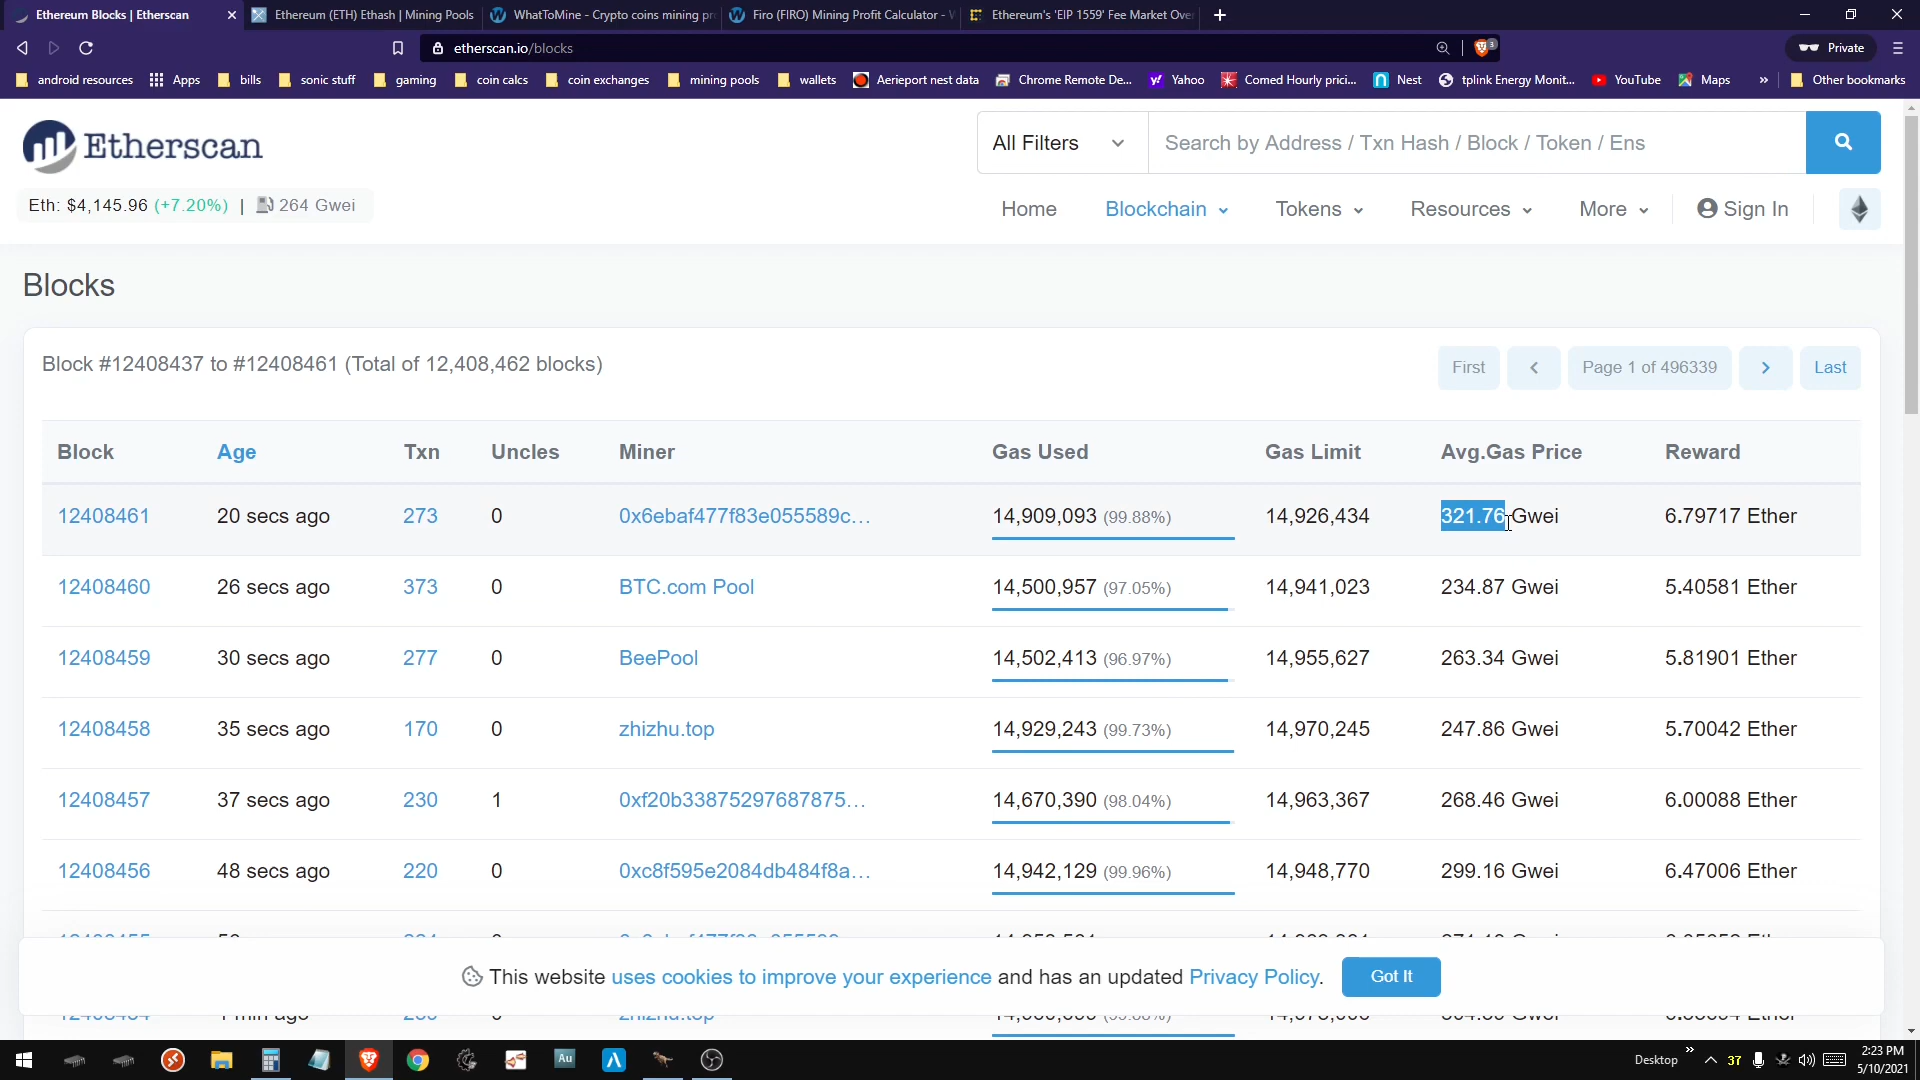 Ethereum Blocks | Etherscan
Ethereum (ETH) Ethash | Mining Pools
WhatToMine - Crypto coins mining pr
Firo (FIRO) Mining Profit Calculator - W
Ethereum's 'EIP 1559' Fee Market Over
etherscan.io/blocks
3
Private
android resources
Apps
bills
sonic stuff
gaming
coin calcs
coin exchanges
mining pools
wallets
Aerieport nest data
Chrome Remote De...
Yahoo
Comed Hourly prici...
Nest
tplink Energy Monit...
YouTube
Maps
»
Other bookmarks
Etherscan
All Filters
Search by Address / Txn Hash / Block / Token / Ens
Eth: $4,145.96 (+7.20%) | 264 Gwei
Home
Blockchain
Tokens
Resources
More
Sign In
Blocks
Block #12408437 to #12408461 (Total of 12,408,462 blocks)
First
Page 1 of 496339
Last
Block Age Txn Uncles Miner Gas Used Gas Limit Avg.Gas Price Reward
12408461 20 secs ago 273 0 0x6ebaf477f83e055589c... 14,909,093 (99.88%) 14,926,434 321.76 Gwei 6.79717 Ether
12408460 26 secs ago 373 0 BTC.com Pool 14,500,957 (97.05%) 14,941,023 234.87 Gwei 5.40581 Ether
12408459 30 secs ago 277 0 BeePool 14,502,413 (96.97%) 14,955,627 263.34 Gwei 5.81901 Ether
12408458 35 secs ago 170 0 zhizhu.top 14,929,243 (99.73%) 14,970,245 247.86 Gwei 5.70042 Ether
12408457 37 secs ago 230 1 0xf20b33875297687875... 14,670,390 (98.04%) 14,963,367 268.46 Gwei 6.00088 Ether
12408456 48 secs ago 220 0 0xc8f595e2084db484f8a... 14,942,129 (99.96%) 14,948,770 299.16 Gwei 6.47006 Ether
This website uses cookies to improve your experience and has an updated Privacy Policy.
Got It
Au
Desktop
»
37
2:23 PM
5/10/2021